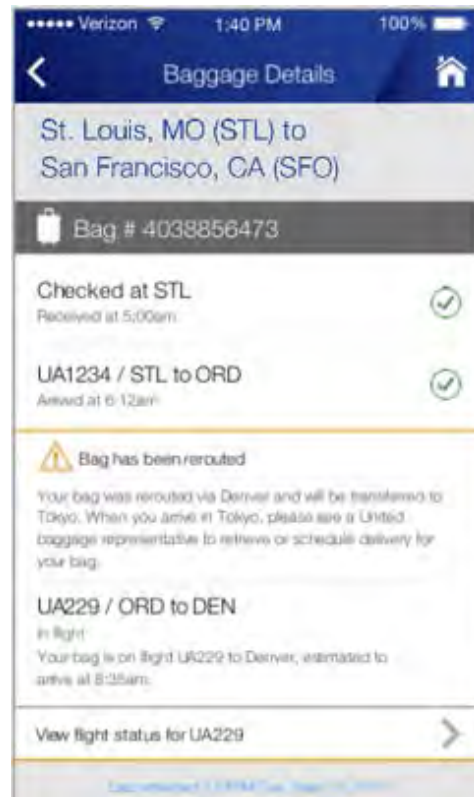 Verizon 1:40 PM 100%
Baggage Details
St. Louis, MO (STL) to
San Francisco, CA (SFO)
Bag # 4038856473
Checked at STL
Received at 5:00am
UA1234 / STL to ORD
Arrived at 6:12am
Bag has been rerouted
Your bag was rerouted via Denver and will be transferred to
Tokyo. When you arrive in Tokyo, please see a United
baggage representative to retrieve or schedule delivery for
your bag.
UA229 / ORD to DEN
In flight
Your bag is on flight UA229 to Denver, estimated to
arrive at 8:35am.
View flight status for UA229